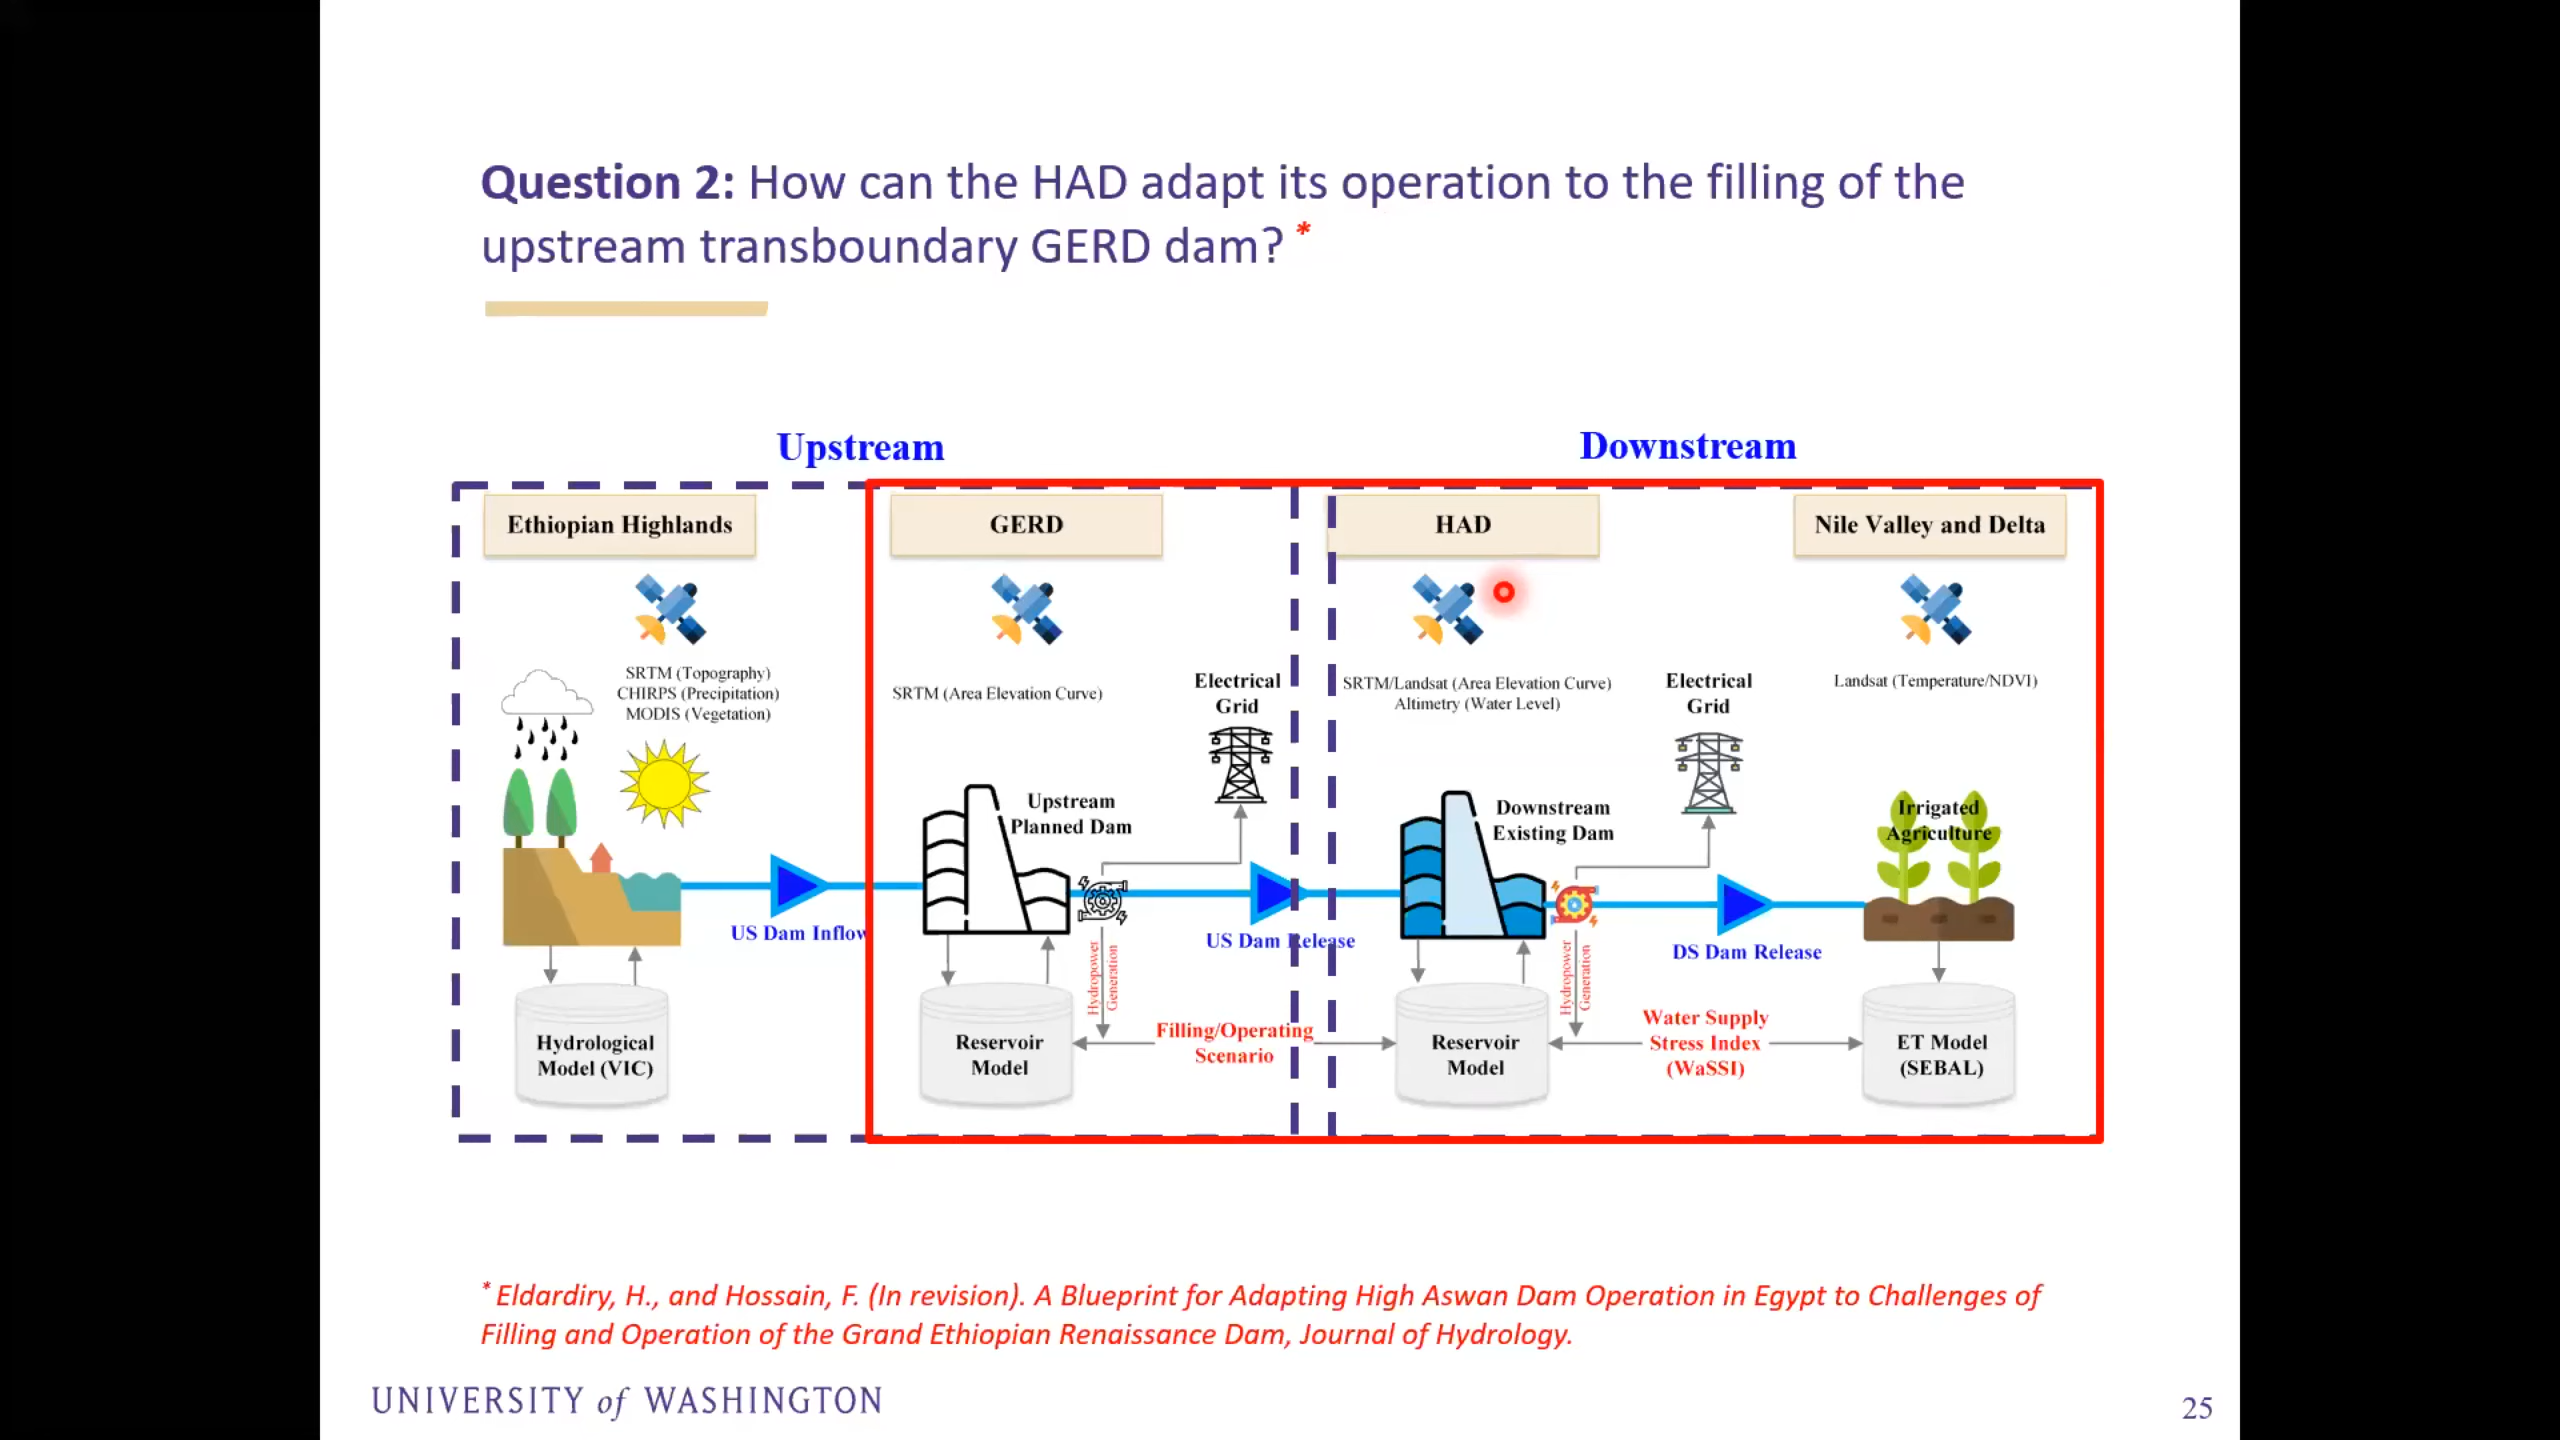 Question 2: How can the HAD adapt its operation to the filling of the
upstream transboundary GERD dam? *
Upstream
Downstream
Ethiopian Highlands
GERD
HAD
Nile Valley and Delta
SRTM (Topography)
CHIRPS (Precipitation)
MODIS (Vegetation)
SRTM (Area Elevation Curve)
Electrical
Grid
SRTM/Landsat (Area Elevation Curve)
Altimetry (Water Level)
Electrical
Grid
Landsat (Temperature/NDVI)
Upstream
Planned Dam
Downstream
Existing Dam
Irrigated
Agriculture
US Dam Inflow
US Dam Release
DS Dam Release
Hydropower
Generation
Hydropower
Generation
Hydrological
Model (VIC)
Reservoir
Model
Filling/Operating
Scenario
Reservoir
Model
Water Supply
Stress Index
(WaSSI)
ET Model
(SEBAL)
* Eldardiry, H., and Hossain, F. (In revision). A Blueprint for Adapting High Aswan Dam Operation in Egypt to Challenges of
Filling and Operation of the Grand Ethiopian Renaissance Dam, Journal of Hydrology.
UNIVERSITY of WASHINGTON
25